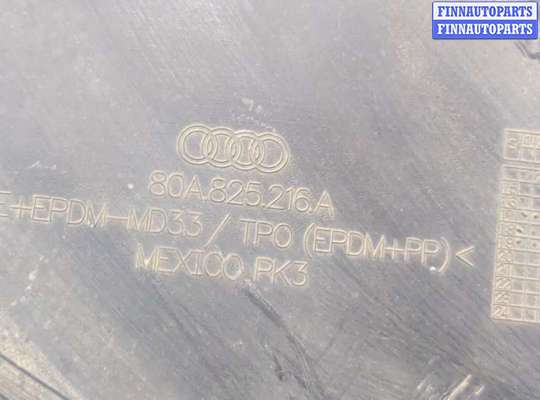 FINNAUTOPARTS
FINNAUTOPARTS
80A.825.216.A
E+EPDM-MD33 / TPO (EPDM+PP)<
MEXICO PK3